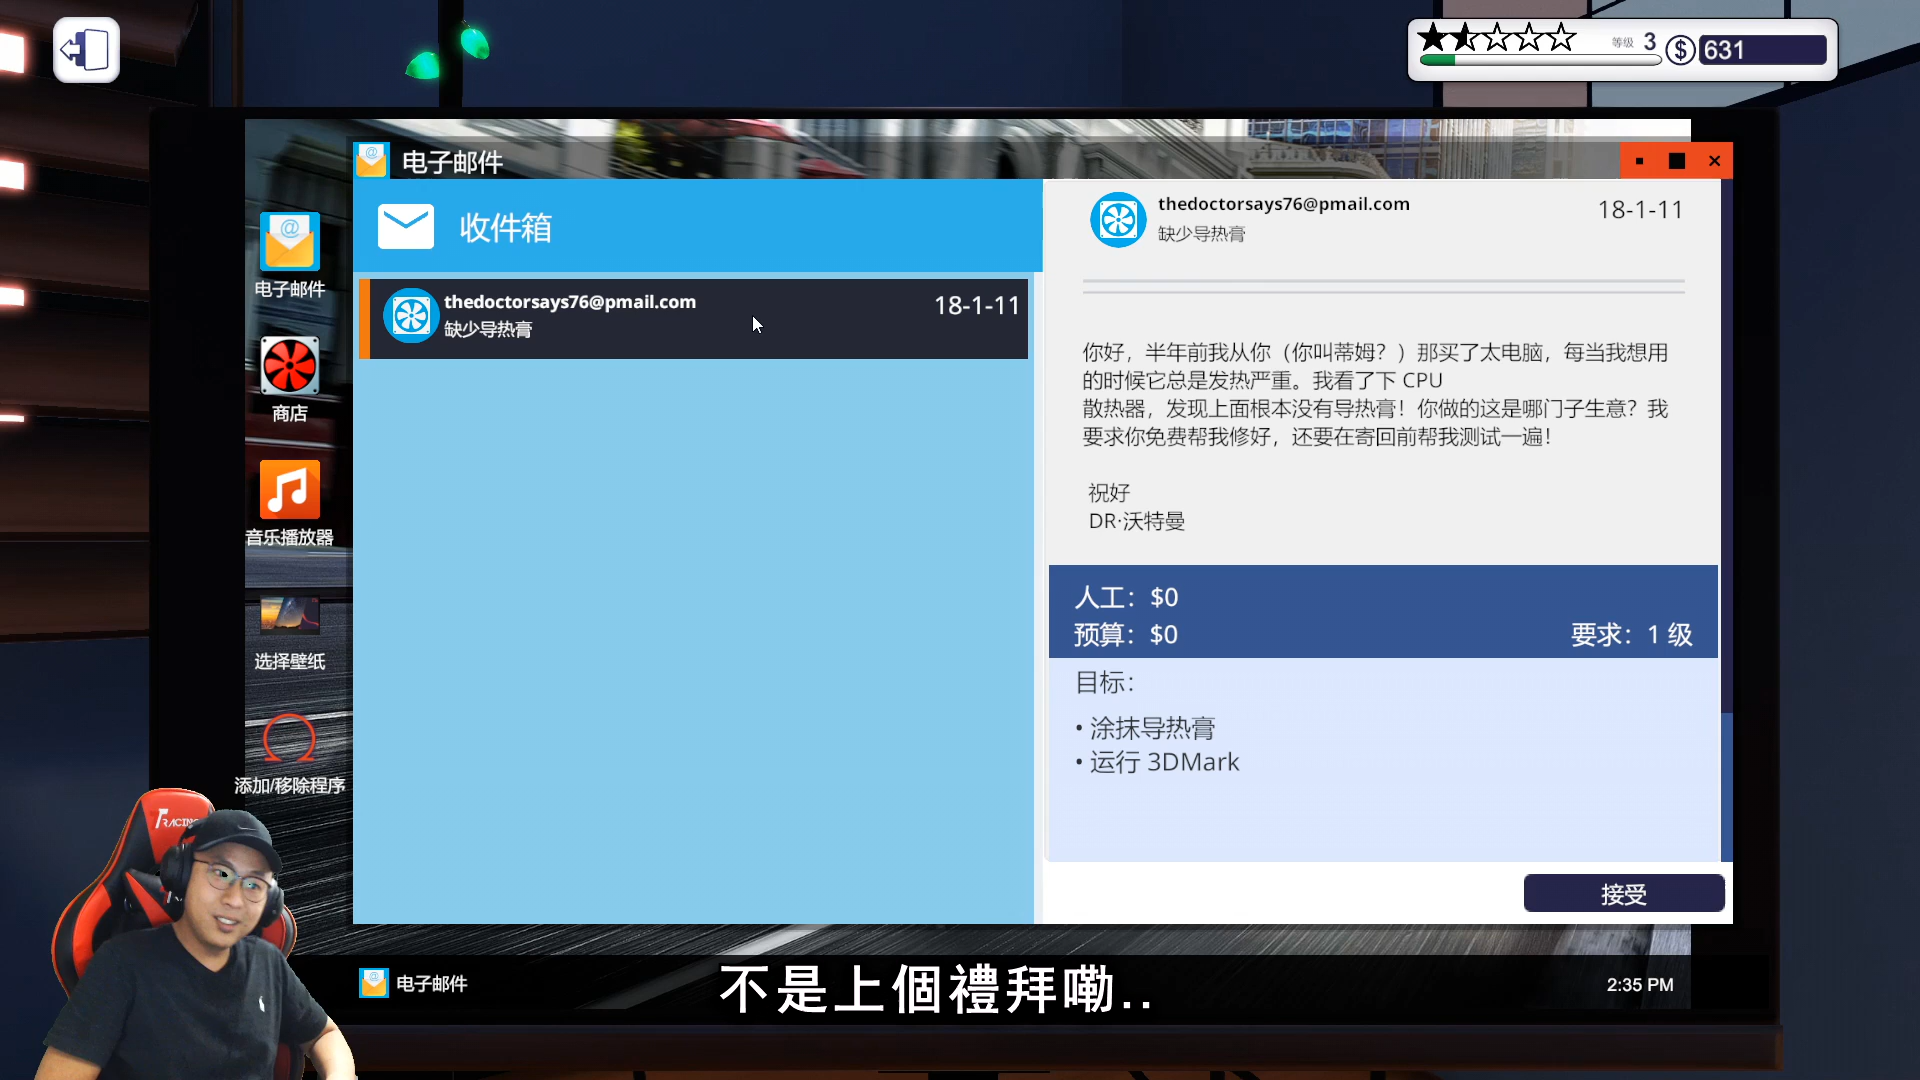 等级 3
631
电子邮件
收件箱
thedoctorsays76@pmail.com
18-1-11
缺少导热膏
thedoctorsays76@pmail.com
18-1-11
缺少导热膏
你好，半年前我从你（你叫蒂姆？）那买了太电脑，每当我想用
的时候它总是发热严重。我看了下 CPU
散热器，发现上面根本没有导热膏！你做的这是哪门子生意？我
要求你免费帮我修好，还要在寄回前帮我测试一遍！
祝好
DR·沃特曼
人工：$0
预算：$0
要求：1 级
目标：
• 涂抹导热膏
• 运行 3DMark
接受
电子邮件
商店
音乐播放器
选择壁纸
添加/移除程序
RACING
电子邮件
不是上個禮拜嘞..
2:35 PM